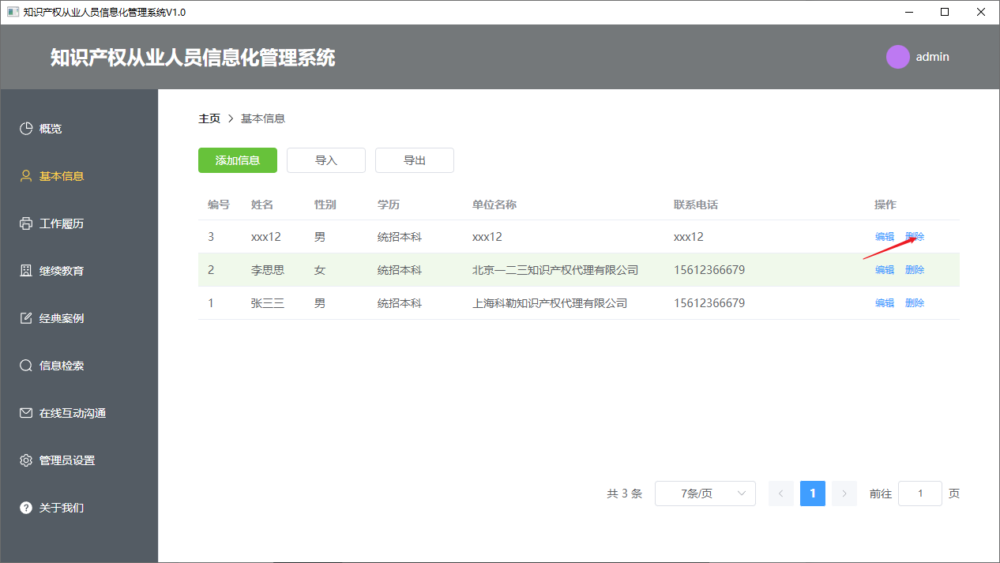 知识产权从业人员信息化管理系统V1.0
知识产权从业人员信息化管理系统
admin
概览
基本信息
工作履历
继续教育
经典案例
信息检索
在线互动沟通
管理员设置
关于我们
主页 > 基本信息
添加信息 导入 导出
编号 姓名 性别 学历 单位名称 联系电话 操作
3 xxx12 男 统招本科 xxx12 xxx12 编辑 删除
2 李思思 女 统招本科 北京一二三知识产权代理有限公司 15612366679 编辑 删除
1 张三三 男 统招本科 上海科勒知识产权代理有限公司 15612366679 编辑 删除
共 3 条 7条/页 < 1 > 前往 1 页